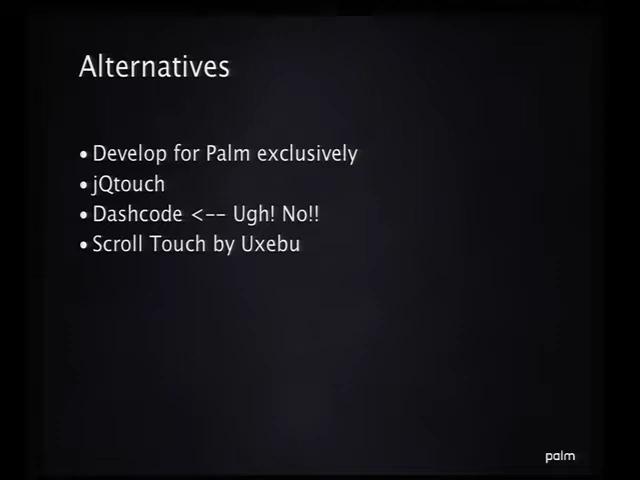 Alternatives
• Develop for Palm exclusively
• jQtouch
• Dashcode <-- Ugh! No!!
• Scroll Touch by Uxebu
palm